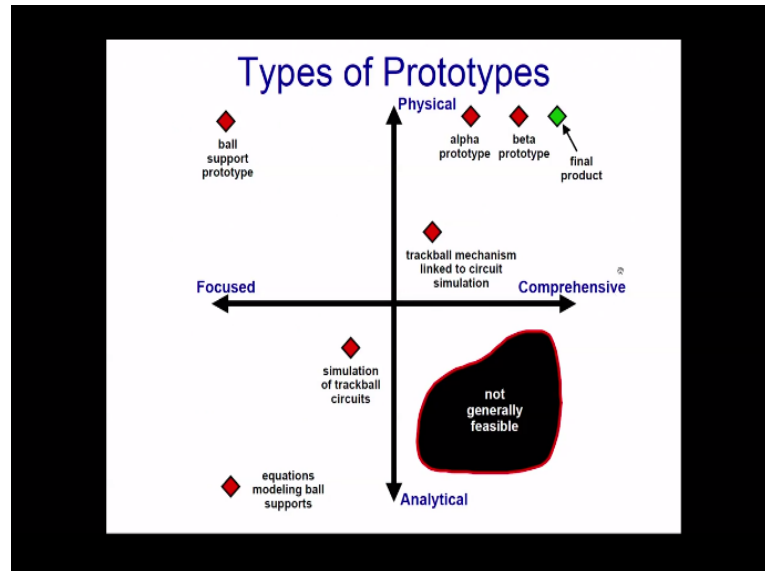 Types of Prototypes
Physical
ball
support
prototype
alpha
prototype
beta
prototype
final
product
trackball mechanism
linked to circuit
simulation
Focused
Comprehensive
simulation
of trackball
circuits
not
generally
feasible
equations
modeling ball
supports
Analytical